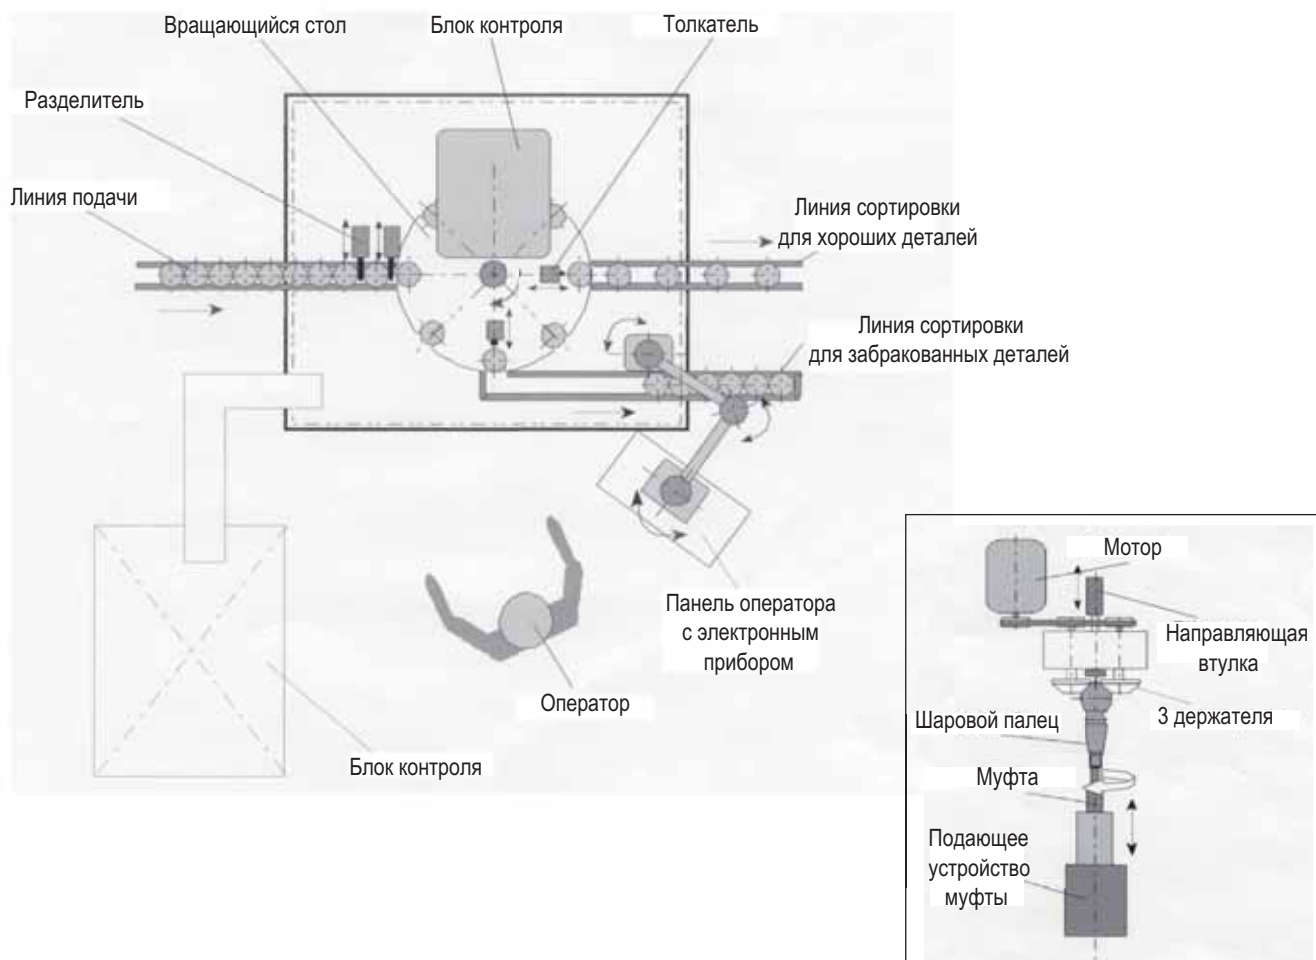 Вращающийся стол
Блок контроля
Толкатель
Разделитель
Линия подачи
Линия сортировки
для хороших деталей
Линия сортировки
для забракованных деталей
Панель оператора
с электронным
прибором
Оператор
Блок контроля
Мотор
Направляющая
втулка
3 держателя
Шаровой палец
Муфта
Подающее
устройство
муфты